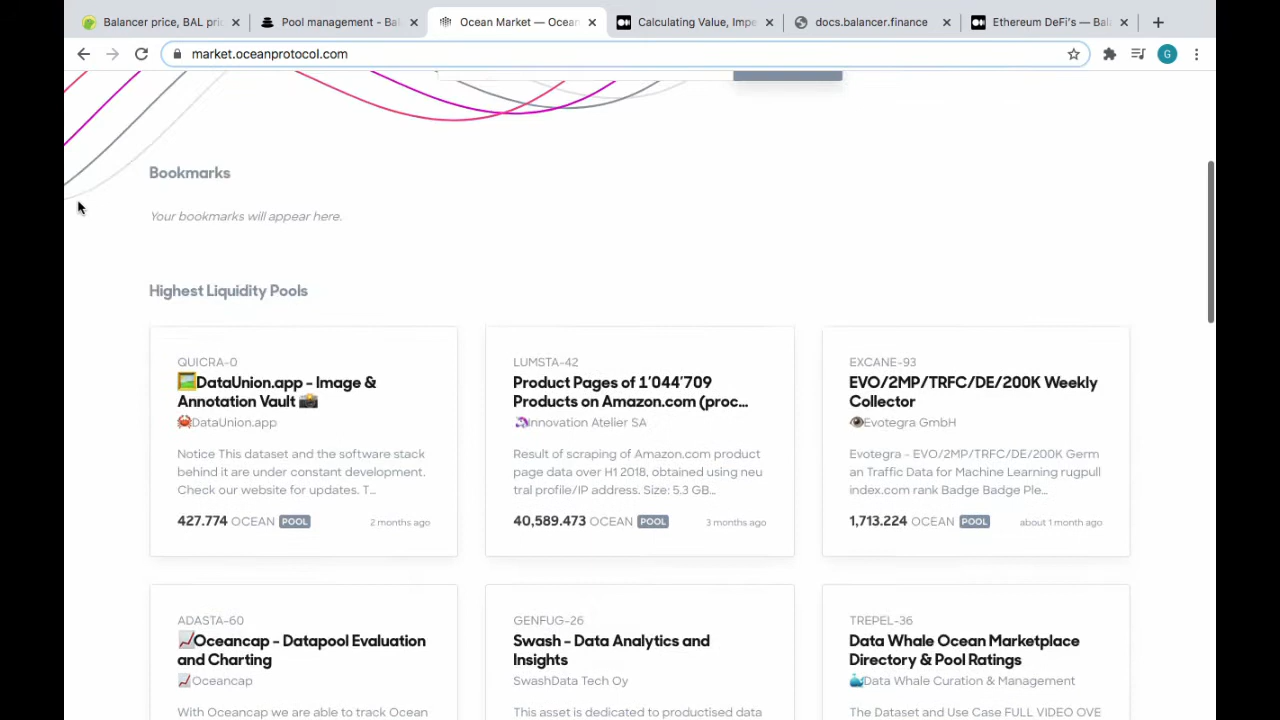 Balancer price, BAL pri
Pool management - Bal
Ocean Market — Ocean
Calculating Value, Impe
docs.balancer.finance
Ethereum DeFi's — Bala
market.oceanprotocol.com
G
Bookmarks
Your bookmarks will appear here.
Highest Liquidity Pools
QUICRA-0
DataUnion.app - Image &
Annotation Vault
DataUnion.app
Notice This dataset and the software stack
behind it are under constant development.
Check our website for updates. T...
427.774 OCEAN POOL
2 months ago
LUMSTA-42
Product Pages of 1'044'709
Products on Amazon.com (proc...
Innovation Atelier SA
Result of scraping of Amazon.com product
page data over H1 2018, obtained using neu
tral profile/IP address. Size: 5.3 GB...
40,589.473 OCEAN POOL
3 months ago
EXCANE-93
EVO/2MP/TRFC/DE/200K Weekly
Collector
Evotegra GmbH
Evotegra - EVO/2MP/TRFC/DE/200K Germ
an Traffic Data for Machine Learning rugpull
index.com rank Badge Badge Ple...
1,713.224 OCEAN POOL
about 1 month ago
ADASTA-60
Oceancap - Datapool Evaluation
and Charting
Oceancap
With Oceancap we are able to track Ocean
GENFUG-26
Swash - Data Analytics and
Insights
SwashData Tech Oy
This asset is dedicated to productised data
TREPEL-36
Data Whale Ocean Marketplace
Directory & Pool Ratings
Data Whale Curation & Management
The Dataset and Use Case FULL VIDEO OVE